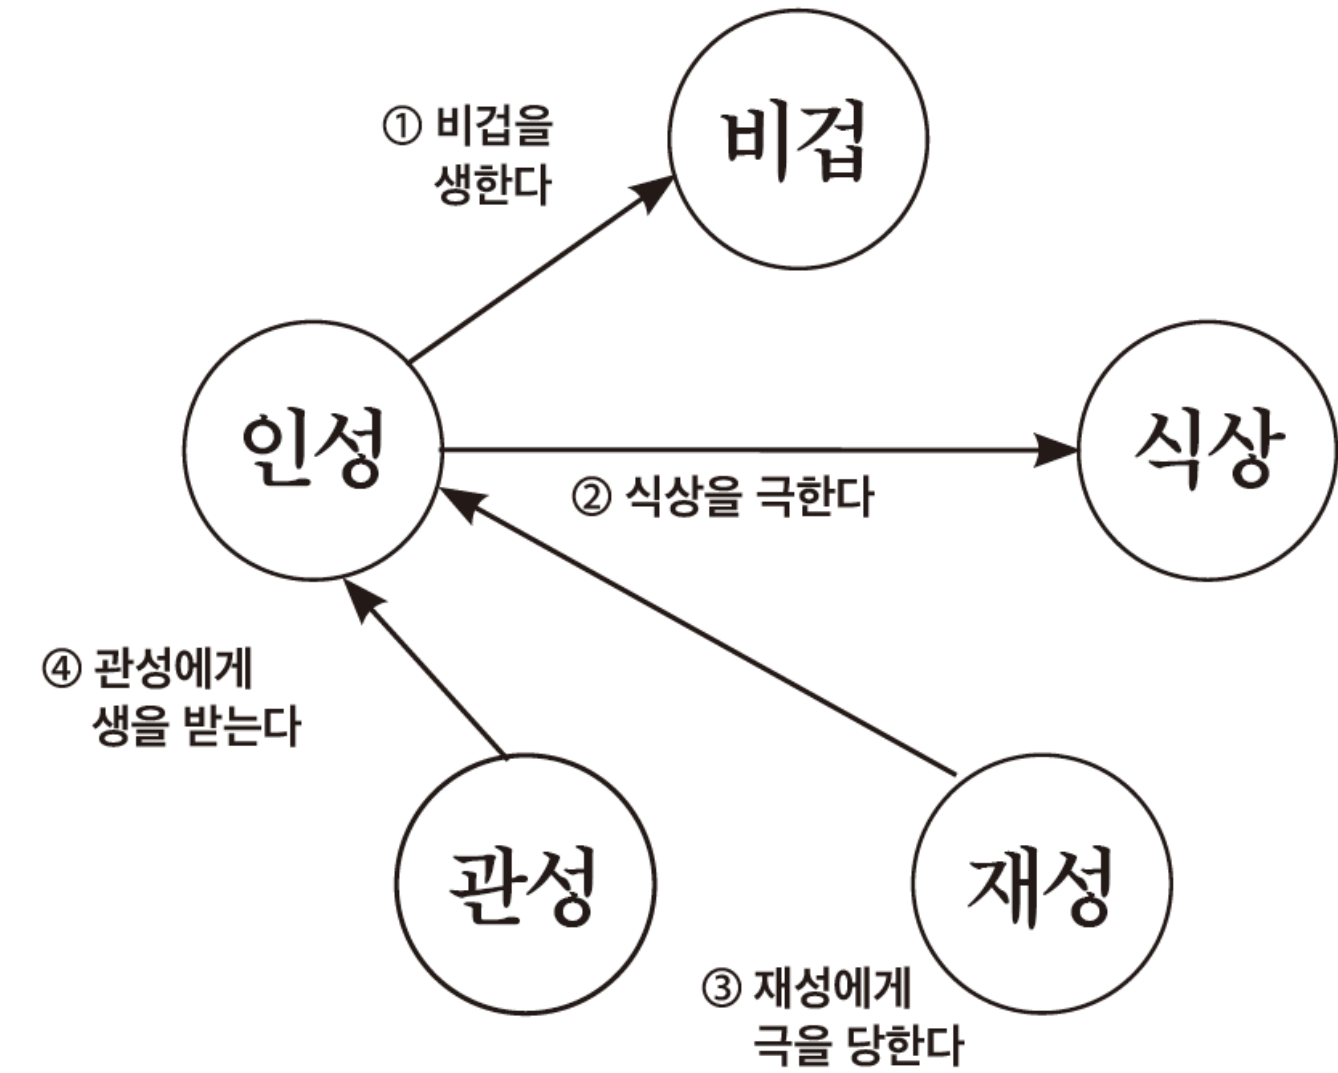 비겁
① 비겁을
생한다
인성
식상
② 식상을 극한다
④ 관성에게
생을 받는다
관성
재성
③ 재성에게
극을 당한다